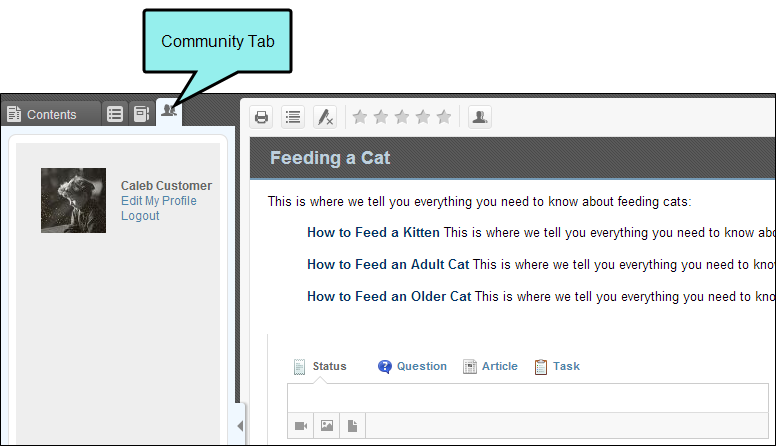 Community Tab
Contents
Caleb Customer
Edit My Profile
Logout
Feeding a Cat
This is where we tell you everything you need to know about feeding cats:
How to Feed a Kitten This is where we tell you everything you need to know abo
How to Feed an Adult Cat This is where we tell you everything you need to kno
How to Feed an Older Cat This is where we tell you everything you need to kno
Status Question Article Task